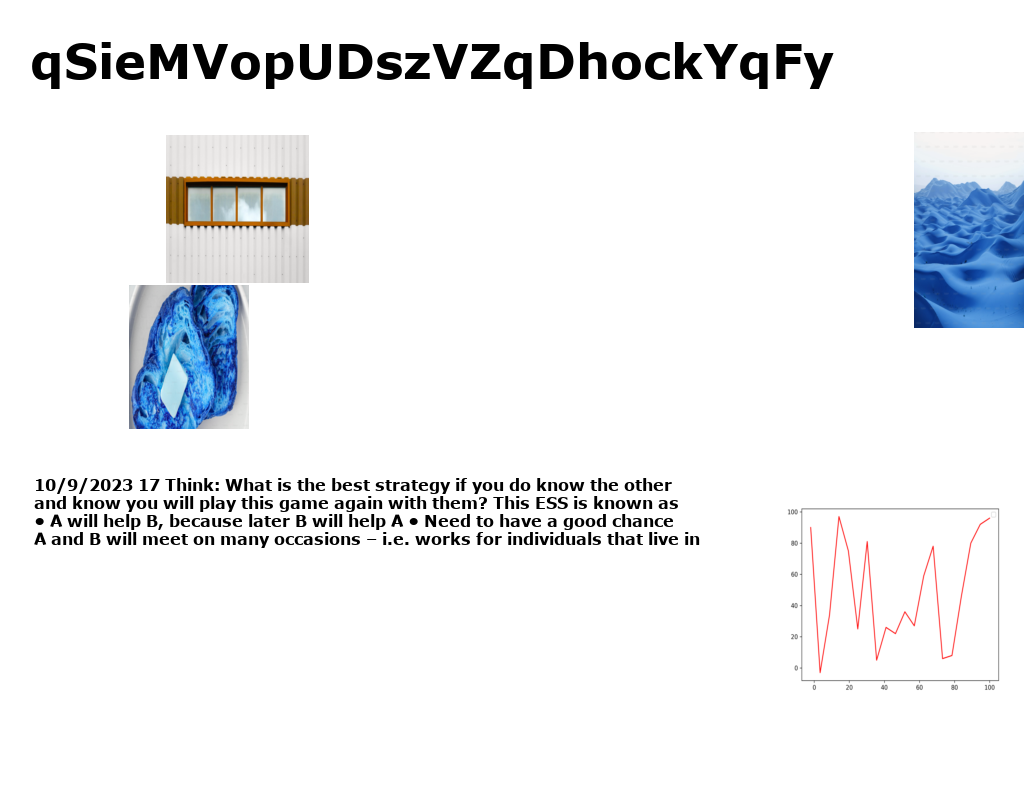 qSieMVopUDszVZqDhockYqFy
10/9/2023 17 Think: What is the best strategy if you do know the other
and know you will play this game again with them? This ESS is known as
• A will help B, because later B will help A • Need to have a good chance
A and B will meet on many occasions – i.e. works for individuals that live in
100
80
60
40
20
0
0 20 40 60 80 100